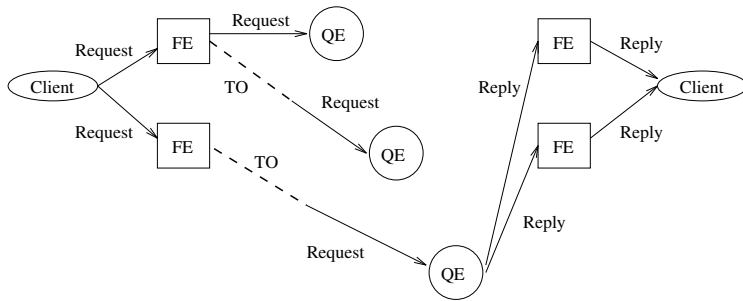 Request
FE
Request
QE
FE
Reply
Client
TO
Request
Reply
Client
Request
FE
TO
QE
FE
Reply
Request
Reply
QE